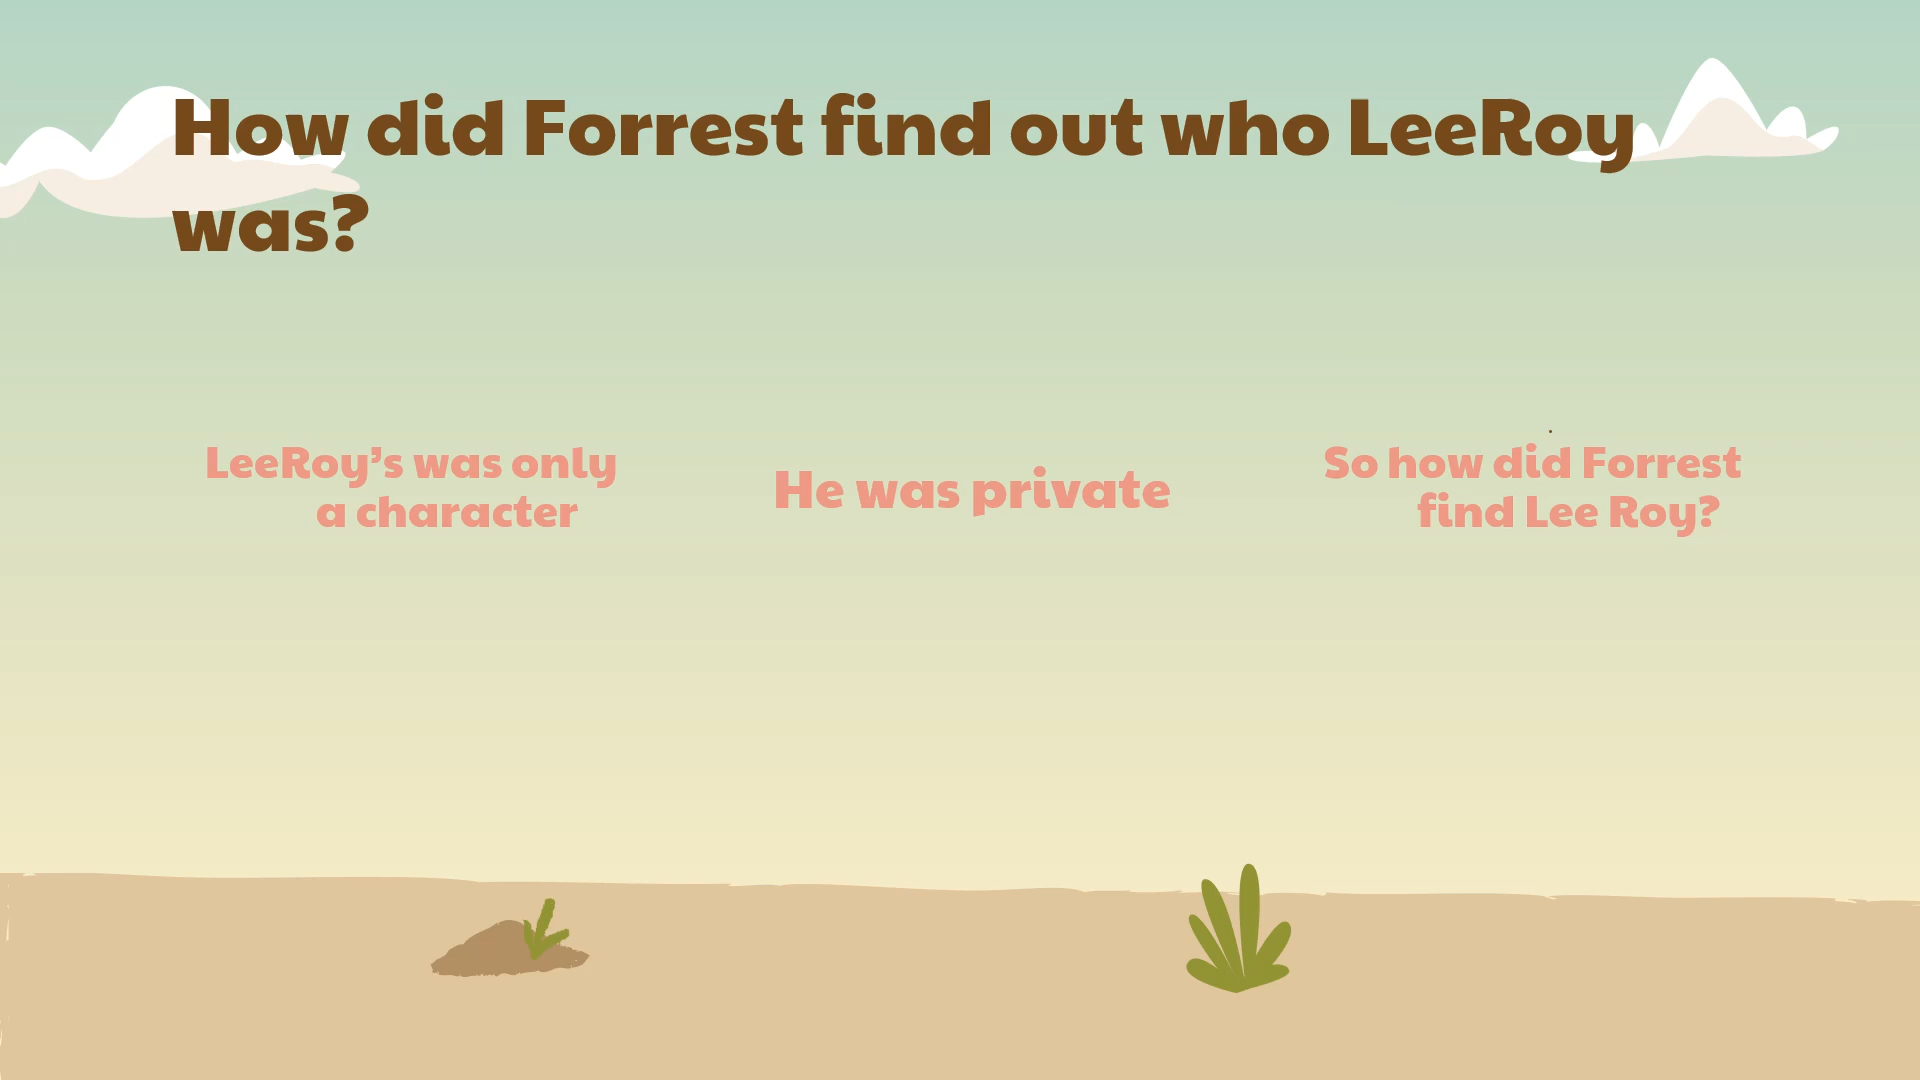 How did Forrest find out who LeeRoy
was?
LeeRoy’s was only
a character
He was private
So how did Forrest
find Lee Roy?